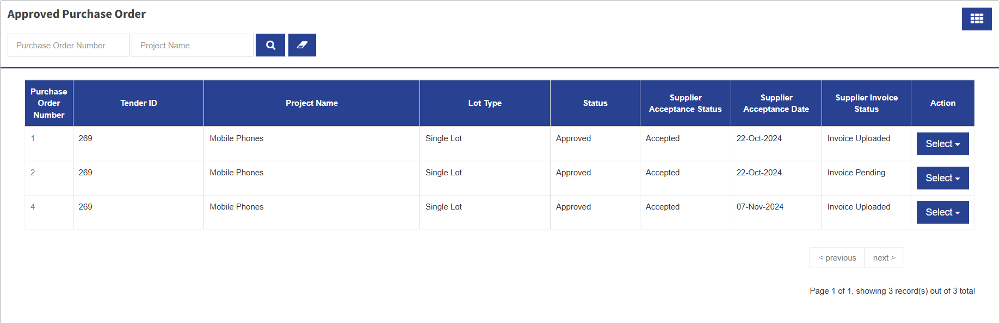 Approved Purchase Order
Purchase Order Number
Project Name
Purchase Order Number
Tender ID
Project Name
Lot Type
Status
Supplier Acceptance Status
Supplier Acceptance Date
Supplier Invoice Status
Action
1 269 Mobile Phones Single Lot Approved Accepted 22-Oct-2024 Invoice Uploaded Select
2 269 Mobile Phones Single Lot Approved Accepted 22-Oct-2024 Invoice Pending Select
4 269 Mobile Phones Single Lot Approved Accepted 07-Nov-2024 Invoice Uploaded Select
< previous next >
Page 1 of 1, showing 3 record(s) out of 3 total